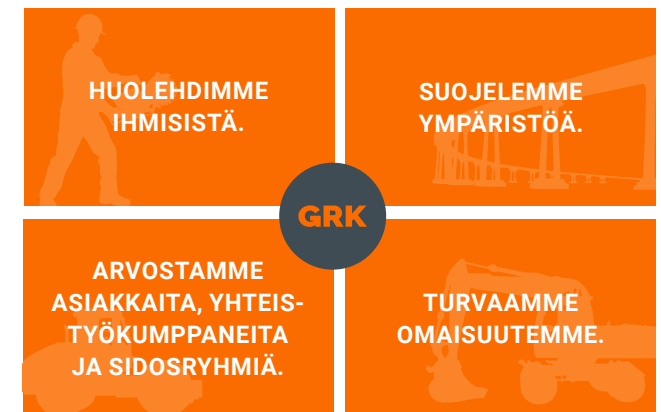 HUOLEHDIMME
IHMISISTÄ.
SUOJELEMME
YMPÄRISTÖÄ.
GRK
ARVOSTAMME
ASIAKKAITA, YHTEIS-
TYÖKUMPPANEITA
JA SIDOSRYHMIÄ.
TURVAAMME
OMAISUUTEMME.